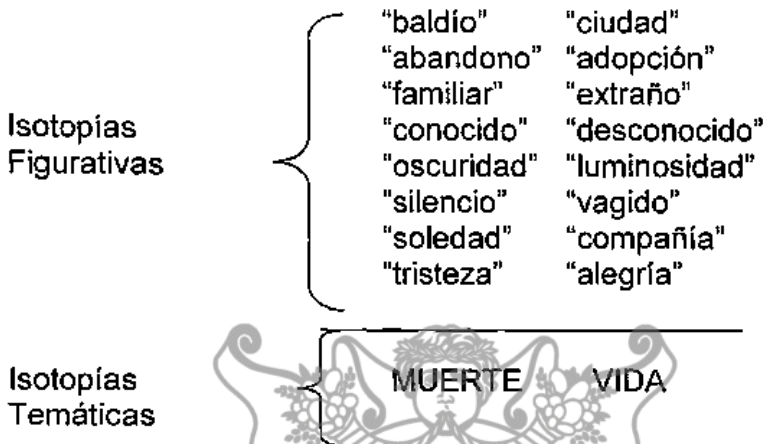 "baldío" "ciudad"
"abandono" "adopción"
"familiar" "extraño"
Isotopías "conocido" "desconocido"
Figurativas "oscuridad" "luminosidad"
"silencio" "vagido"
"soledad" "compañía"
"tristeza" "alegría"
Isotopías MUERTE VIDA
Temáticas